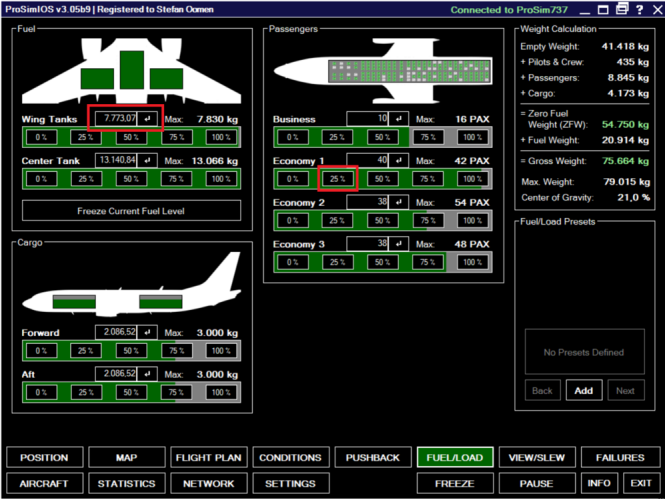 ProSimIOS v3.05b9 | Registered to Stefan Oomen
Connected to ProSim737
Fuel
Wing Tanks 7.773,07 Max: 7.830 kg
0 % 25 % 50 % 75 % 100 %
Center Tank 13.140,84 Max: 13.066 kg
0 % 25 % 50 % 75 % 100 %
Freeze Current Fuel Level
Cargo
Forward 2.086,52 Max: 3.000 kg
0 % 25 % 50 % 75 % 100 %
Aft 2.086,52 Max: 3.000 kg
0 % 25 % 50 % 75 % 100 %
Passengers
Business 10 Max: 16 PAX
0 % 25 % 50 % 75 % 100 %
Economy 1 40 Max: 42 PAX
0 % 25 % 50 % 75 % 100 %
Economy 2 38 Max: 54 PAX
0 % 25 % 50 % 75 % 100 %
Economy 3 38 Max: 48 PAX
0 % 25 % 50 % 75 % 100 %
Weight Calculation
Empty Weight: 41.418 kg
+ Pilots & Crew: 435 kg
+ Passengers: 8.845 kg
+ Cargo: 4.173 kg
= Zero Fuel
Weight (ZFW): 54.750 kg
+ Fuel Weight: 20.914 kg
= Gross Weight: 75.664 kg
Max. Weight: 79.015 kg
Center of Gravity: 21,0 %
Fuel/Load Presets
No Presets Defined
Back Add Next
POSITION MAP FLIGHT PLAN CONDITIONS PUSHBACK FUEL/LOAD VIEW/SLEW FAILURES
AIRCRAFT STATISTICS NETWORK SETTINGS FREEZE PAUSE INFO EXIT